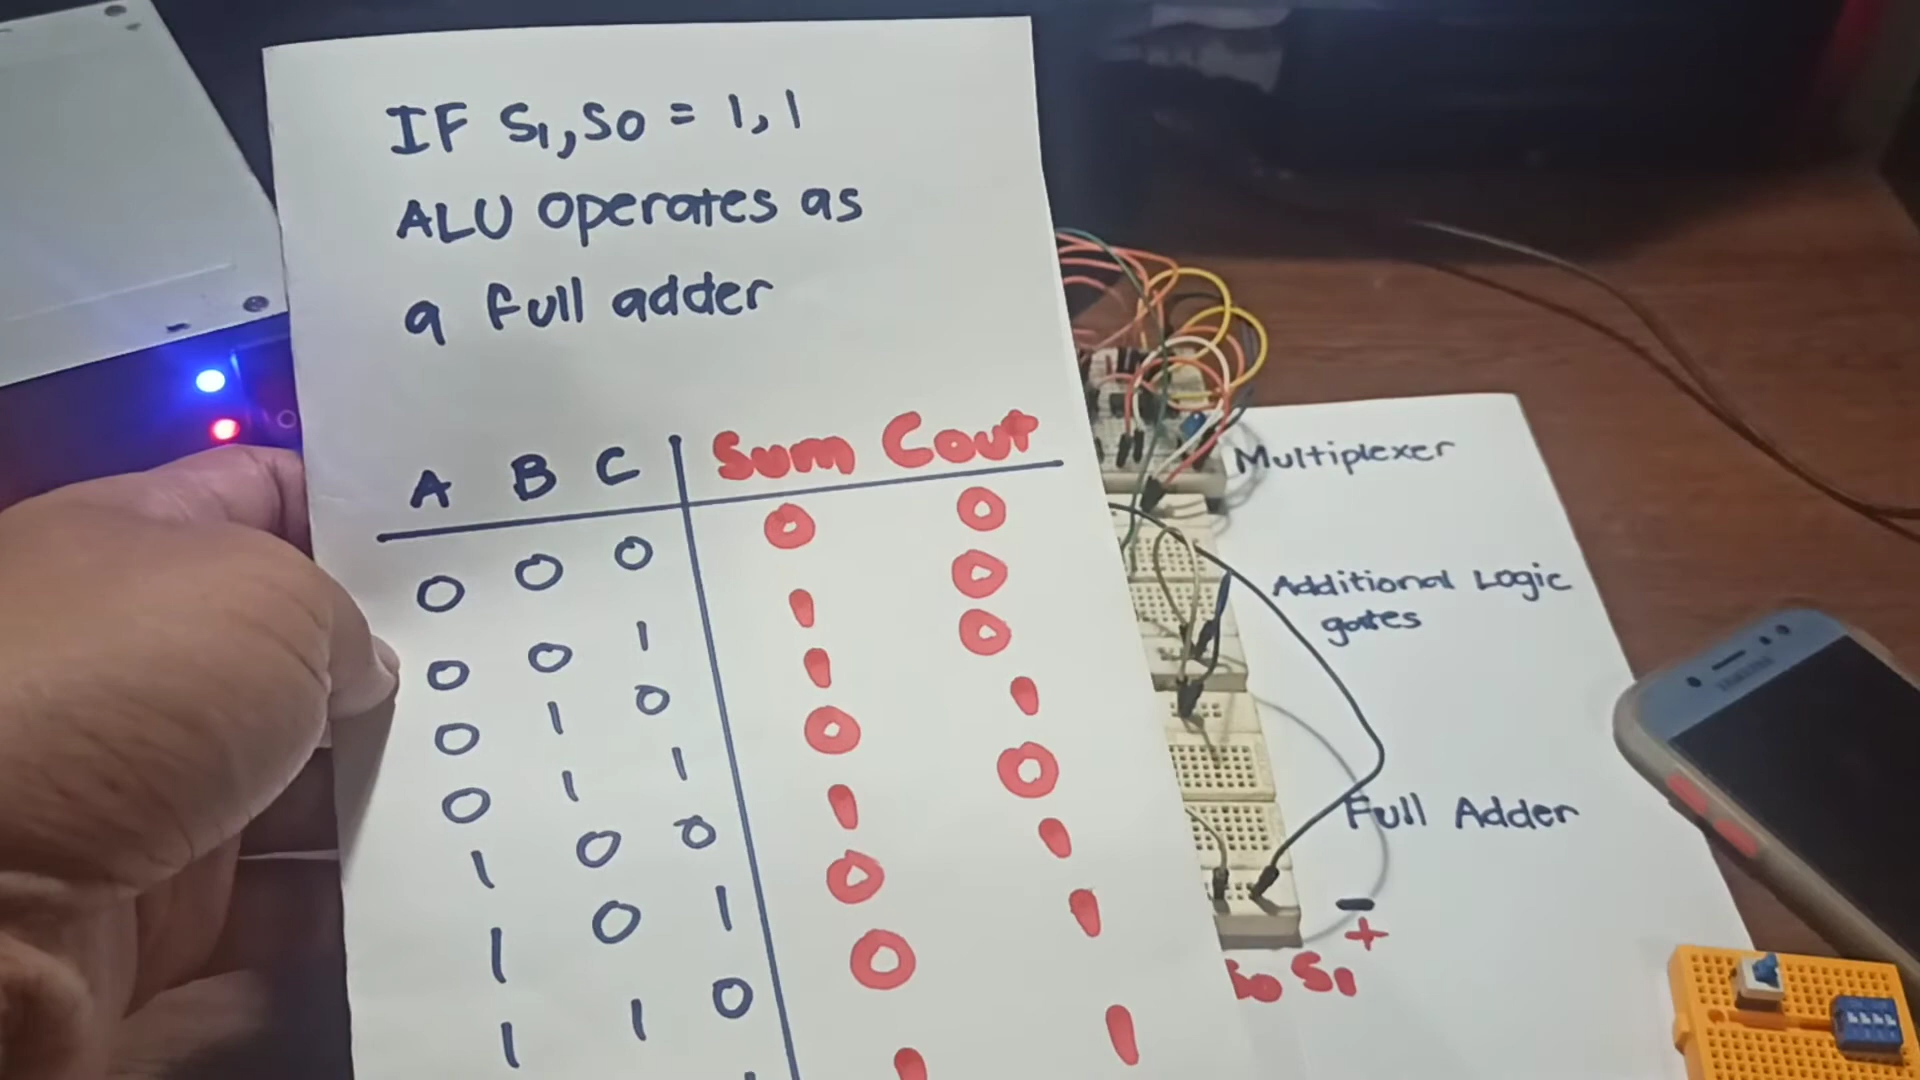 IF S1, S0 = 1, 1
ALU operates as
a full adder
A B C Sum Cout
0 0 0 0 0
0 0 1 1 0
0 1 0 1 0
0 1 1 0 1
1 0 0 1 0
1 0 1 0 1
1 1 0 0 1
1 1
Multiplexer
Additional Logic
gates
Full Adder
-
+
S0 S1